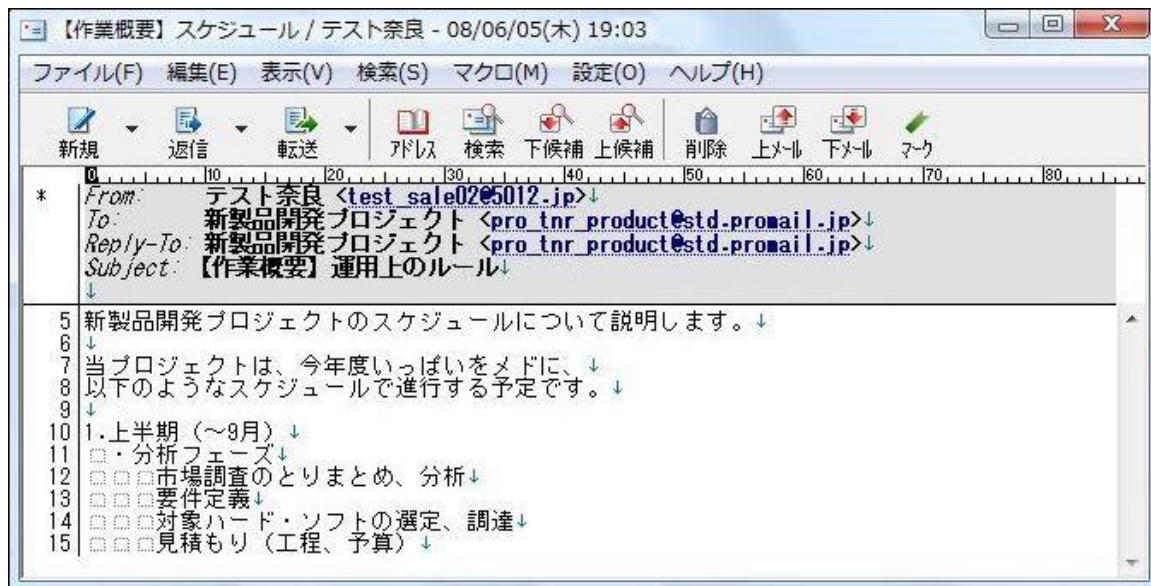 【作業概要】スケジュール / テスト奈良 - 08/06/05(木) 19:03
ファイル(F) 編集(E) 表示(V) 検索(S) マクロ(M) 設定(O) ヘルプ(H)
新規 返信 転送 アドレス 検索 下候補 上候補 削除 上メール 下メール マーク
0 10 20 30 40 50 60 70 80
* From: テスト奈良 <test_sale02@5012.jp>↓
To: 新製品開発プロジェクト <pro_tnr_product@std.promail.jp>↓
Reply-To: 新製品開発プロジェクト <pro_tnr_product@std.promail.jp>↓
Subject: 【作業概要】運用上のルール↓
↓
5 新製品開発プロジェクトのスケジュールについて説明します。↓
6 ↓
7 当プロジェクトは、今年度いっぱいをメドに、↓
8 以下のようなスケジュールで進行する予定です。↓
9 ↓
10 1.上半期（～9月）↓
11 □・分析フェーズ↓
12 □□□市場調査のとりまとめ、分析↓
13 □□□要件定義↓
14 □□□対象ハード・ソフトの選定、調達↓
15 □□□見積もり（工程、予算）↓